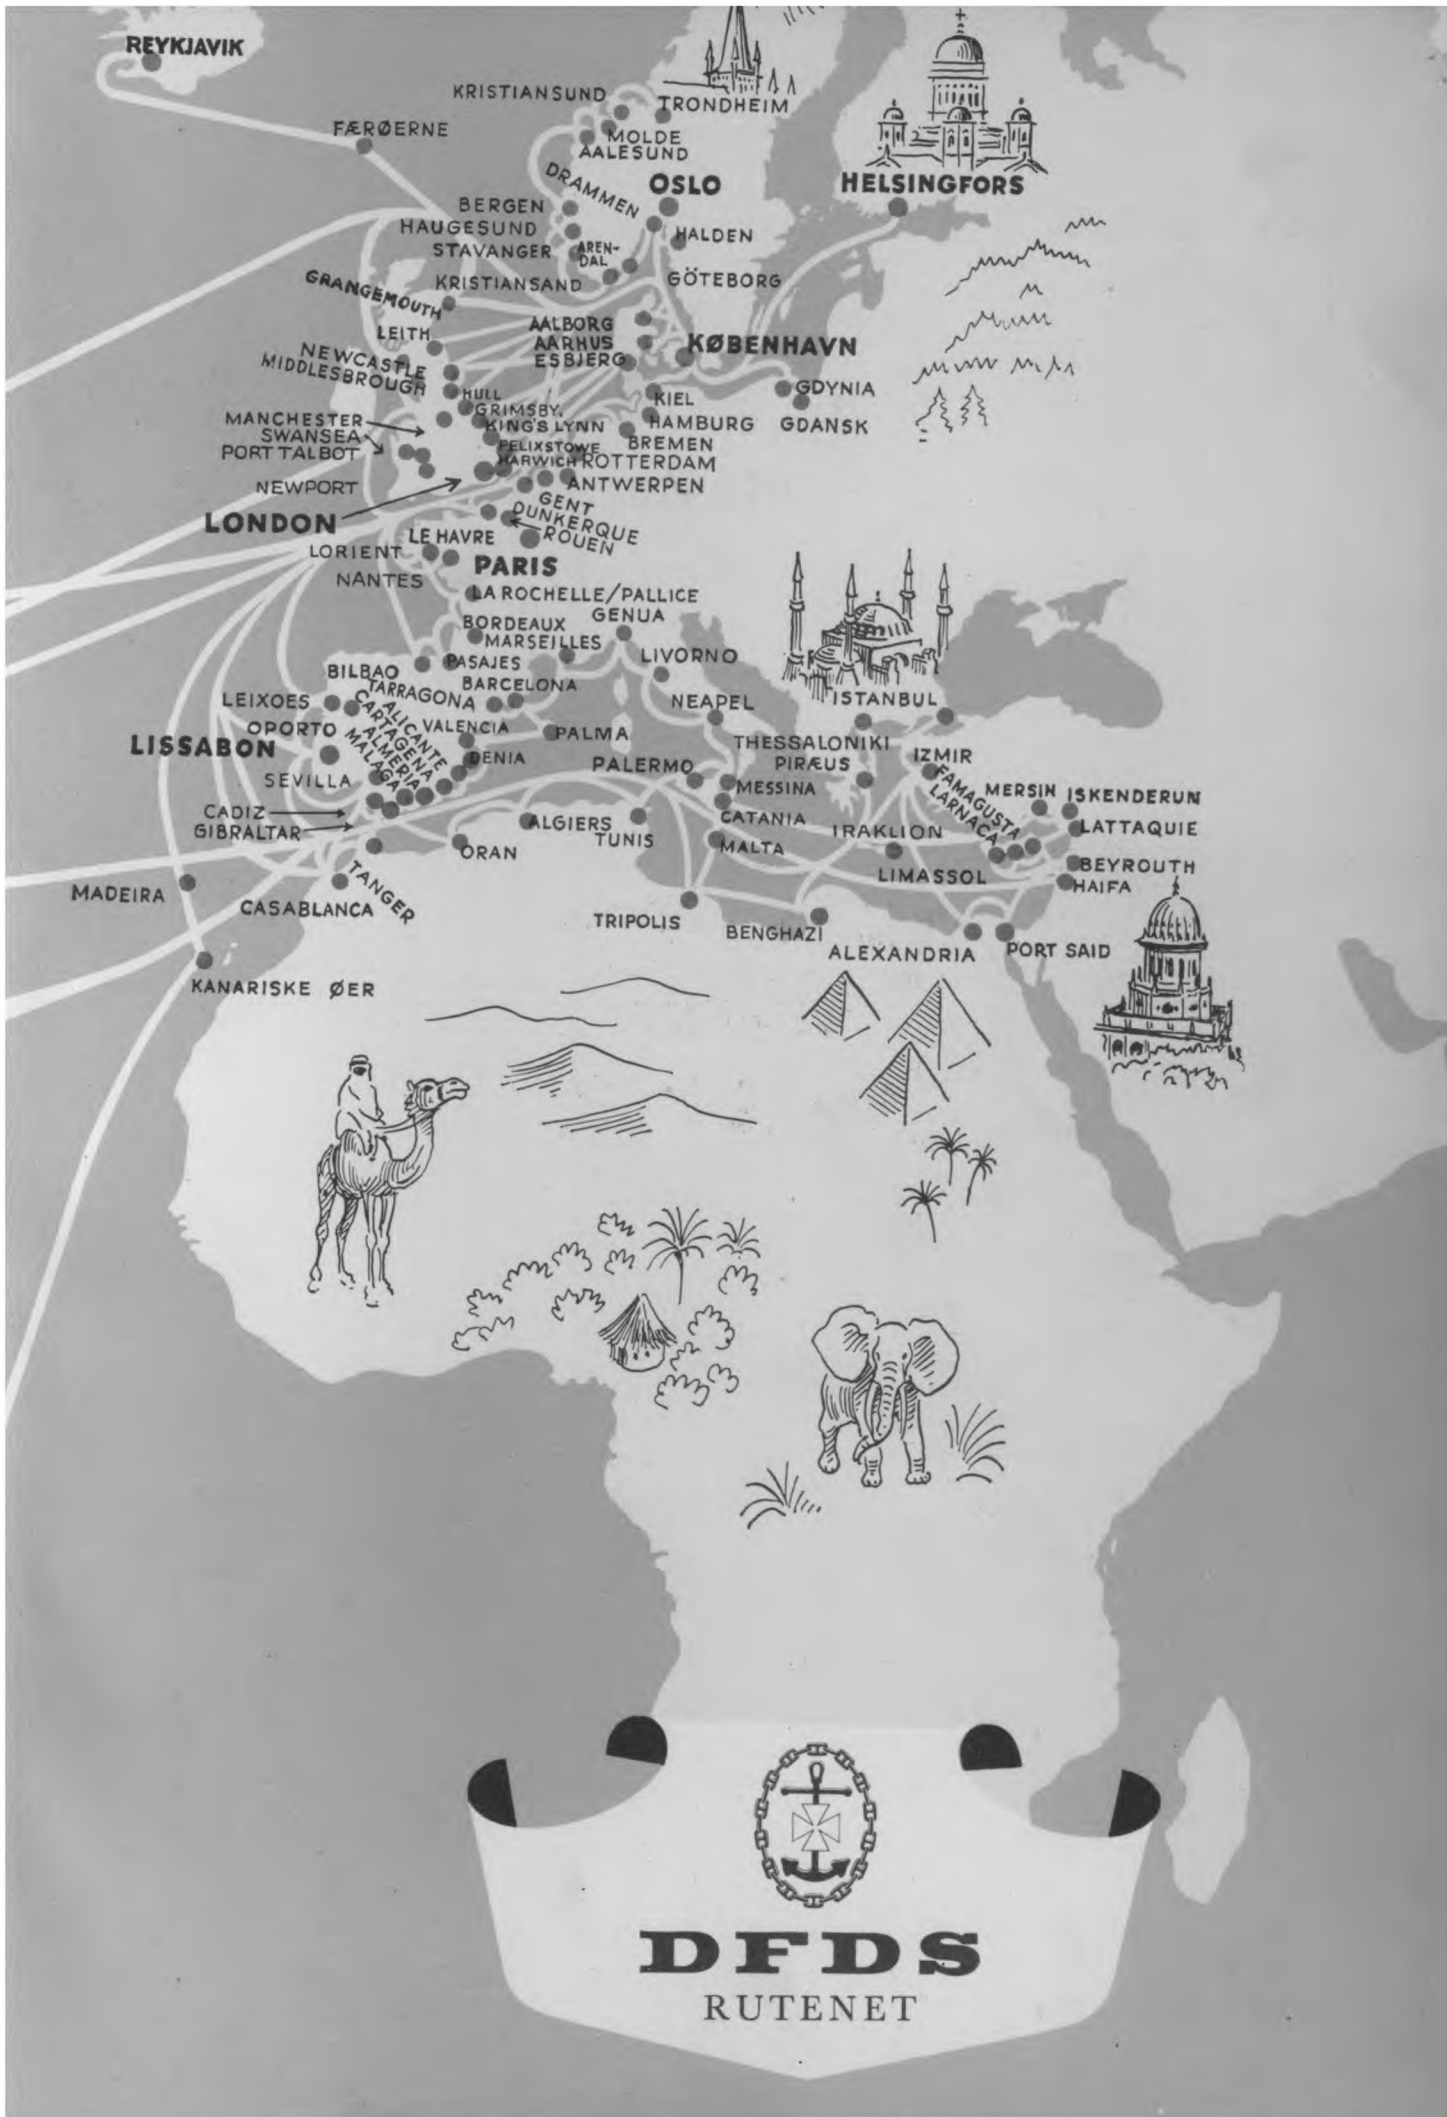 REYKJAVIK
KRISTIANSUND
TRONDHEIM
FÆRØERNE
MOLDE
AALESUND
DRAMMEN
OSLO
HELSINGFORS
BERGEN
HAUGESUND
HALDEN
STAVANGER
AREN-
DAL
KRISTIANSAND
GÖTEBORG
GRANGEMOUTH
LEITH
AALBORG
AARHUS
KØBENHAVN
ESBJERG
NEWCASTLE
MIDDLESBROUGH
GDYNIA
HULL
KIEL
GRIMSBY
MANCHESTER
KING'S LYNN
HAMBURG
GDANSK
SWANSEA
BREMEN
PORT TALBOT
FELIXSTOWE
HARWICH
ROTTERDAM
NEWPORT
ANTWERPEN
GENT
LONDON
DUNKERQUE
LE HAVRE
ROUEN
LORIENT
PARIS
NANTES
LA ROCHELLE/PALLICE
BORDEAUX
GENUA
MARSEILLES
LIVORNO
BILBAO
PASAJES
TARRAGONA
BARCELONA
LEIXOES
NEAPEL
ISTANBUL
OPORTO
CARTAGENA
ALICANTE
VALENCIA
PALMA
LISSABON
ALMERIA
MALAGA
THESSALONIKI
DENIA
PALERMO
PIRÆUS
IZMIR
SEVILLA
MESSINA
FAMAGUSTA
MERSIN
ISKENDERUN
CADIZ
LARNACA
GIBRALTAR
ALGIERS
CATANIA
IRAKLION
LATTAQUIE
ORAN
TUNIS
MALTA
BEYROUTH
LIMASSOL
HAIFA
MADEIRA
TANGER
CASABLANCA
TRIPOLIS
BENGHAZI
ALEXANDRIA
PORT SAID
KANARISKE ØER
DFDS
RUTENET